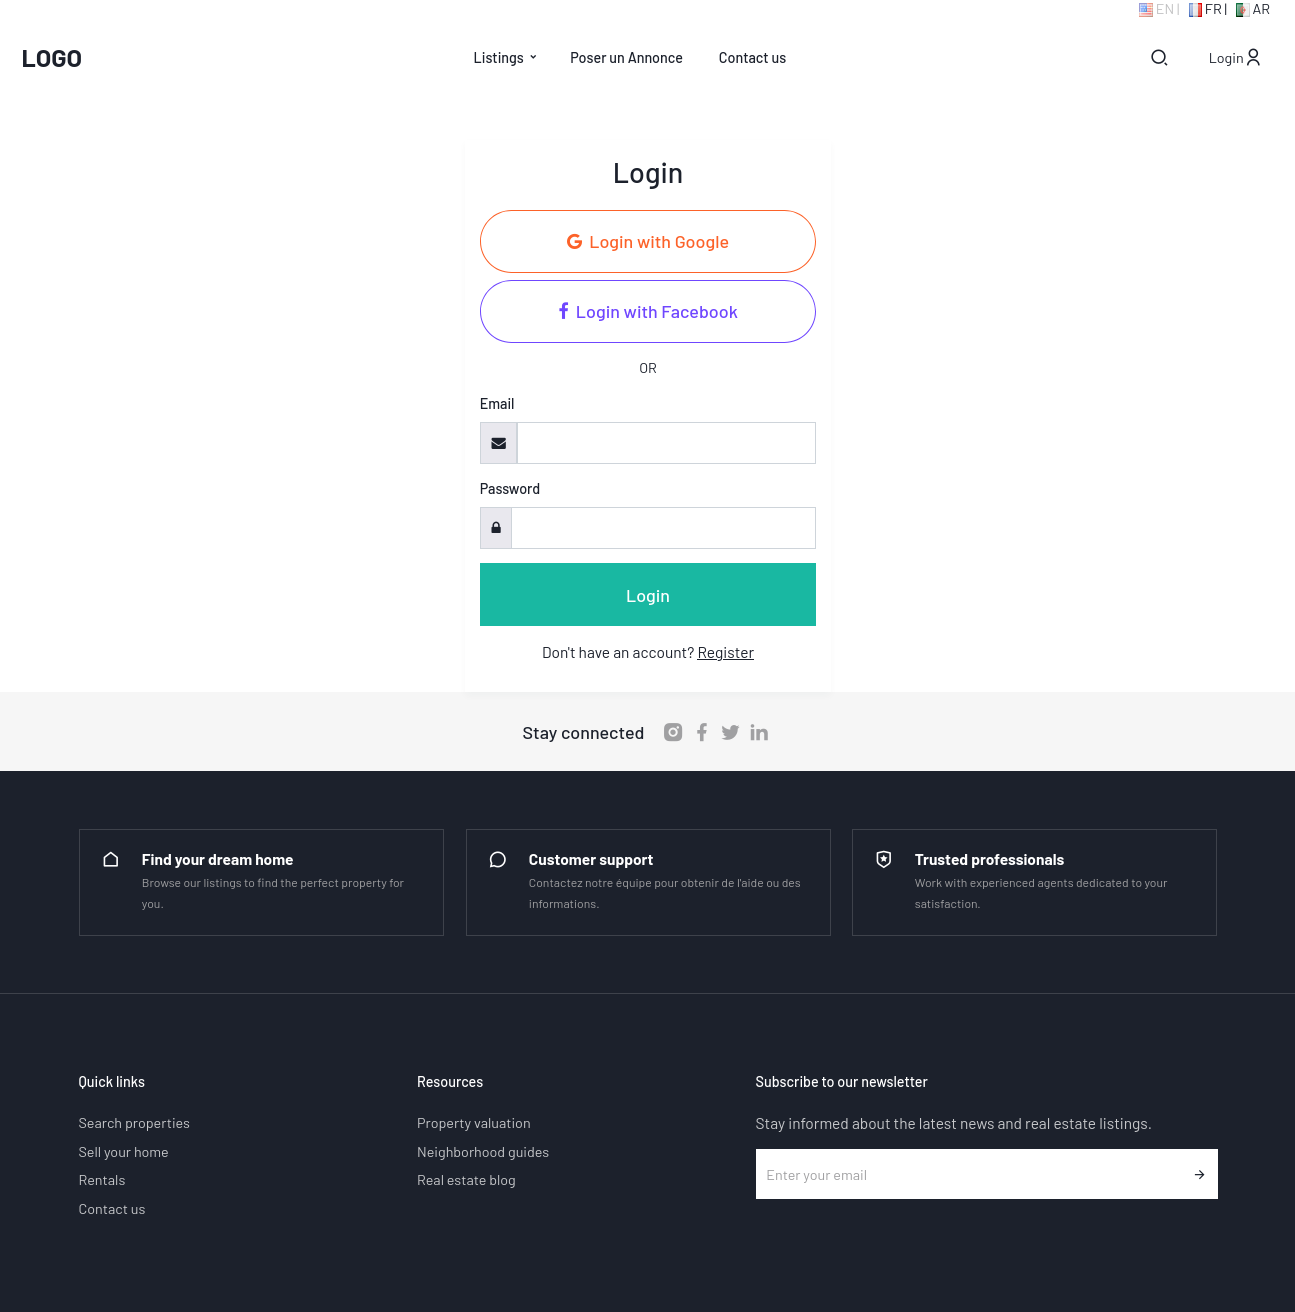 EN | FR | AR
LOGO
Listings
Poser un Annonce
Contact us
Login
Login
Login with Google
Login with Facebook
OR
Email
Password
Login
Don't have an account? Register
Stay connected
Find your dream home
Browse our listings to find the perfect property for
you.
Customer support
Contactez notre équipe pour obtenir de l'aide ou des
informations.
Trusted professionals
Work with experienced agents dedicated to your
satisfaction.
Quick links
Search properties
Sell your home
Rentals
Contact us
Resources
Property valuation
Neighborhood guides
Real estate blog
Subscribe to our newsletter
Stay informed about the latest news and real estate listings.
Enter your email